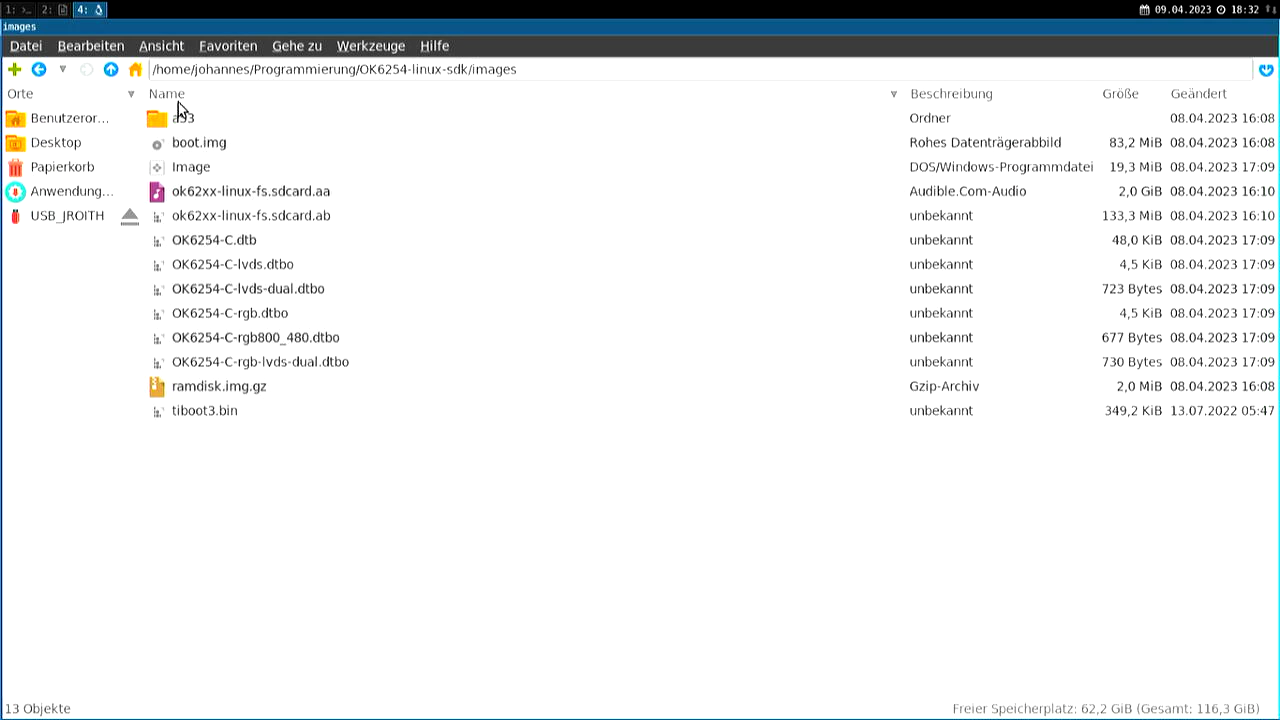 1: 2: 4: 09.04.2023 18:32
images
Datei Bearbeiten Ansicht Favoriten Gehe zu Werkzeuge Hilfe
/home/johannes/Programmierung/OK6254-linux-sdk/images
Orte Name Beschreibung Größe Geändert
Benutzeror... Ordner 08.04.2023 16:08
Desktop boot.img Rohes Datenträgerabbild 83,2 MiB 08.04.2023 16:08
Papierkorb Image DOS/Windows-Programmdatei 19,3 MiB 08.04.2023 17:09
Anwendung... ok62xx-linux-fs.sdcard.aa Audible.Com-Audio 2,0 GiB 08.04.2023 16:10
USB_JROITH ok62xx-linux-fs.sdcard.ab unbekannt 133,3 MiB 08.04.2023 16:10
OK6254-C.dtb unbekannt 48,0 KiB 08.04.2023 17:09
OK6254-C-lvds.dtbo unbekannt 4,5 KiB 08.04.2023 17:09
OK6254-C-lvds-dual.dtbo unbekannt 723 Bytes 08.04.2023 17:09
OK6254-C-rgb.dtbo unbekannt 4,5 KiB 08.04.2023 17:09
OK6254-C-rgb800_480.dtbo unbekannt 677 Bytes 08.04.2023 17:09
OK6254-C-rgb-lvds-dual.dtbo unbekannt 730 Bytes 08.04.2023 17:09
ramdisk.img.gz Gzip-Archiv 2,0 MiB 08.04.2023 16:08
tiboot3.bin unbekannt 349,2 KiB 13.07.2022 05:47
13 Objekte Freier Speicherplatz: 62,2 GiB (Gesamt: 116,3 GiB)